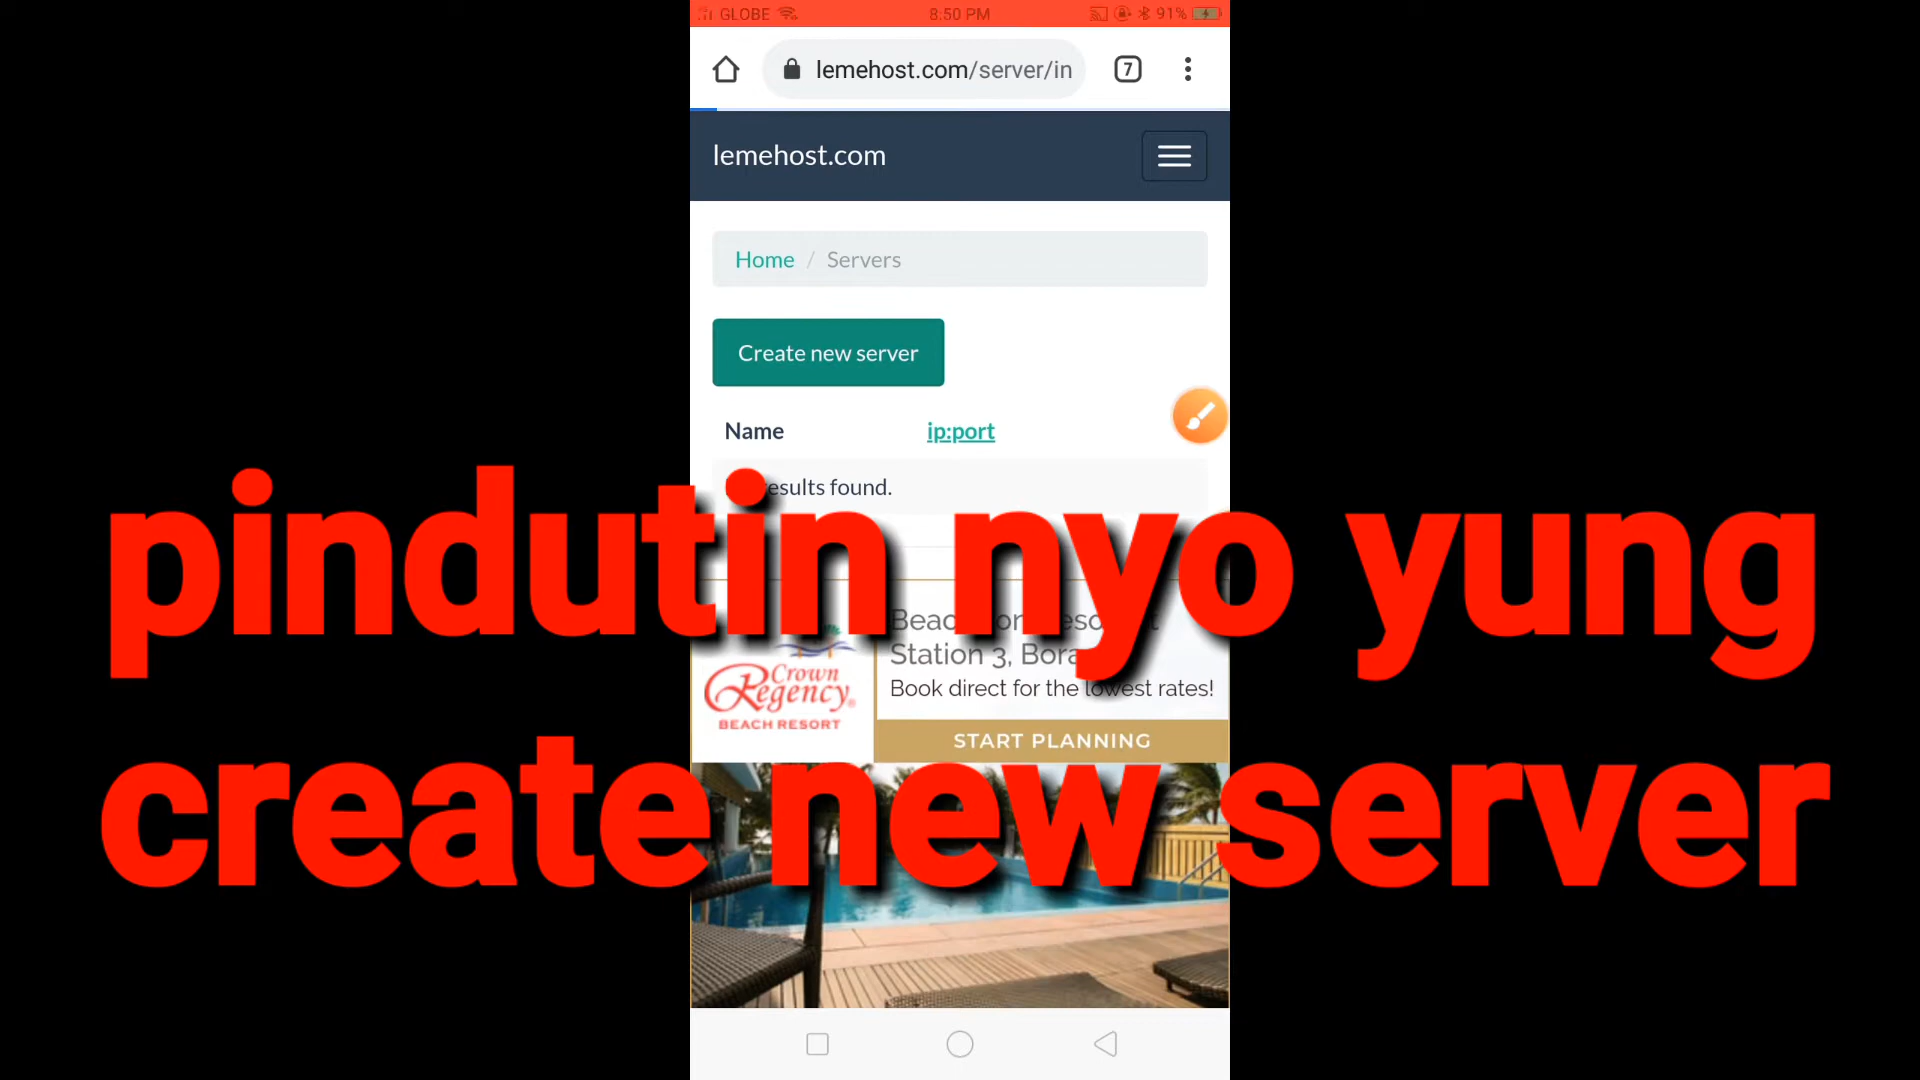 GLOBE 8:50 PM 91%
lemehost.com/server/in 7
lemehost.com
Home / Servers
Create new server
Name ip:port
results found.
pindutin nyo yung
Station 3,
Book direct for the lowest rates!
Crown
Regency
BEACH RESORT
START PLANNING
create new server